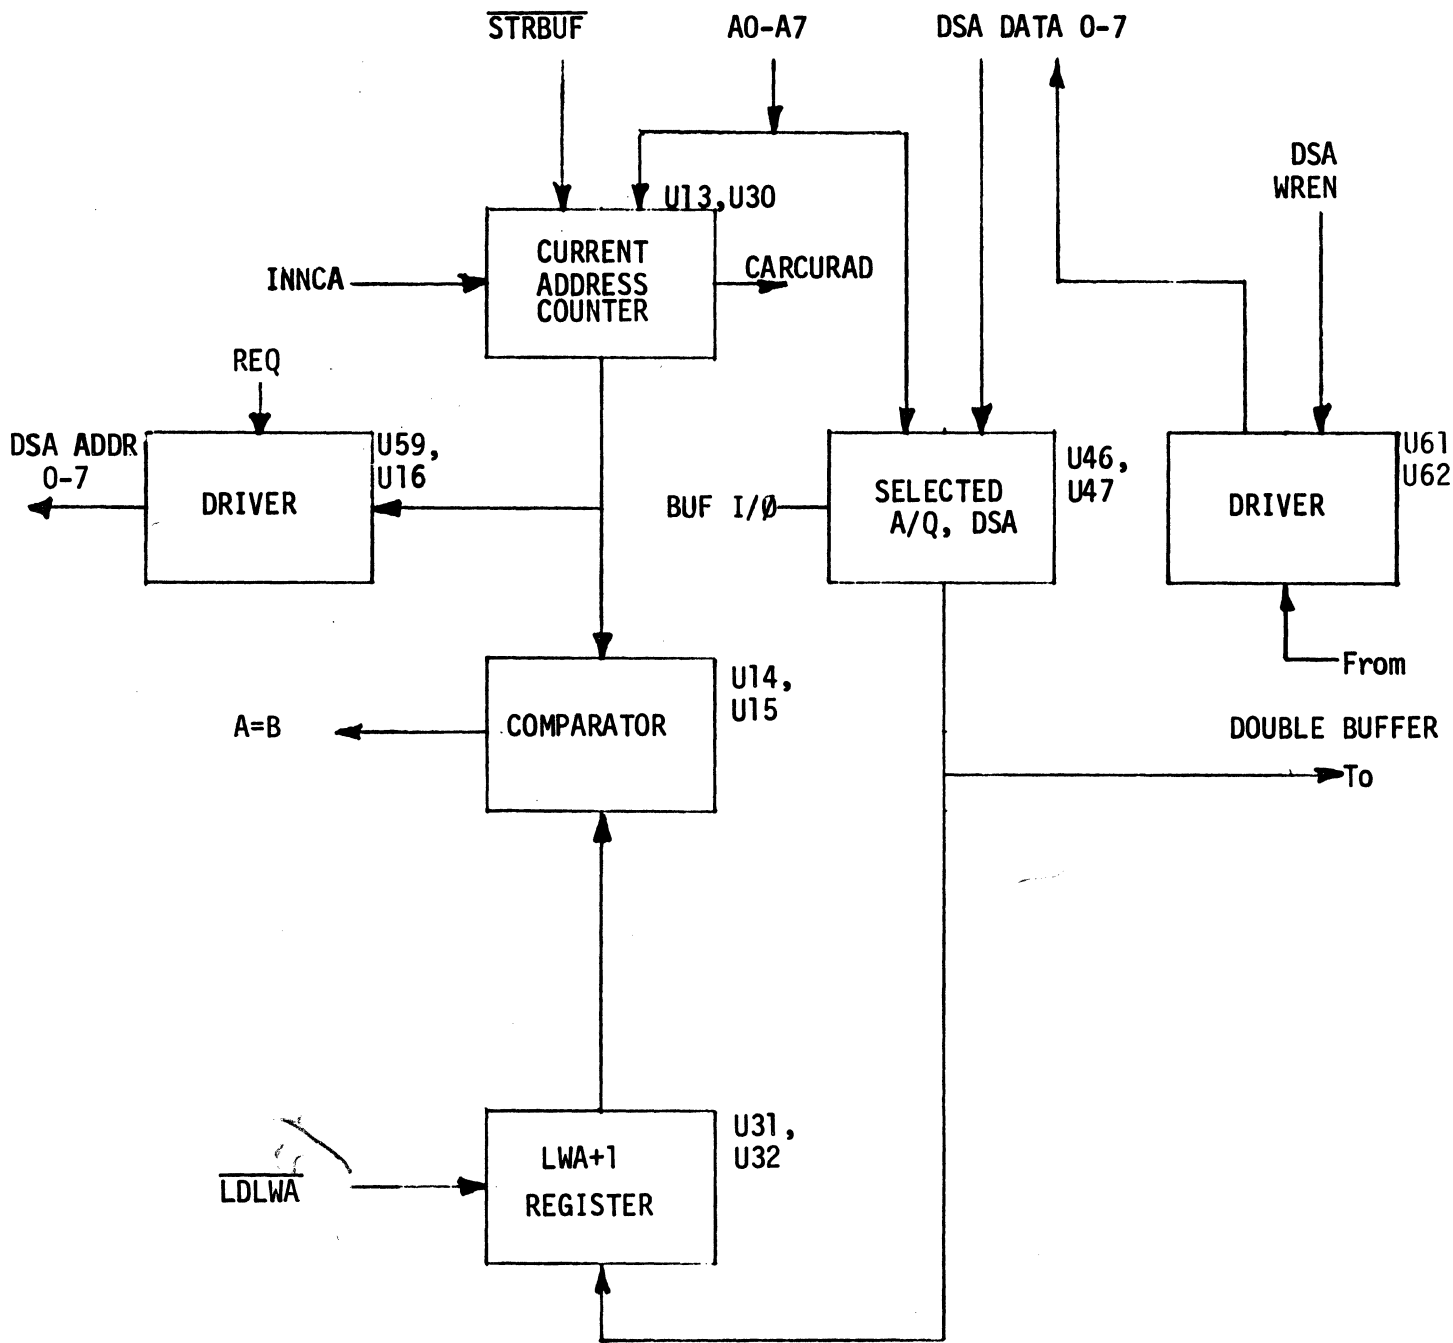 STRBUF
A0-A7
DSA DATA 0-7
DSA
WREN
U13,U30
CURRENT
ADDRESS
COUNTER
INNCA
CARCURAD
REQ
DSA ADDR
0-7
DRIVER
U59,
U16
BUF I/Ø
SELECTED
A/Q, DSA
U46,
U47
DRIVER
U61
U62
From
DOUBLE BUFFER
To
A=B
COMPARATOR
U14,
U15
LDLWA
LWA+1
REGISTER
U31,
U32